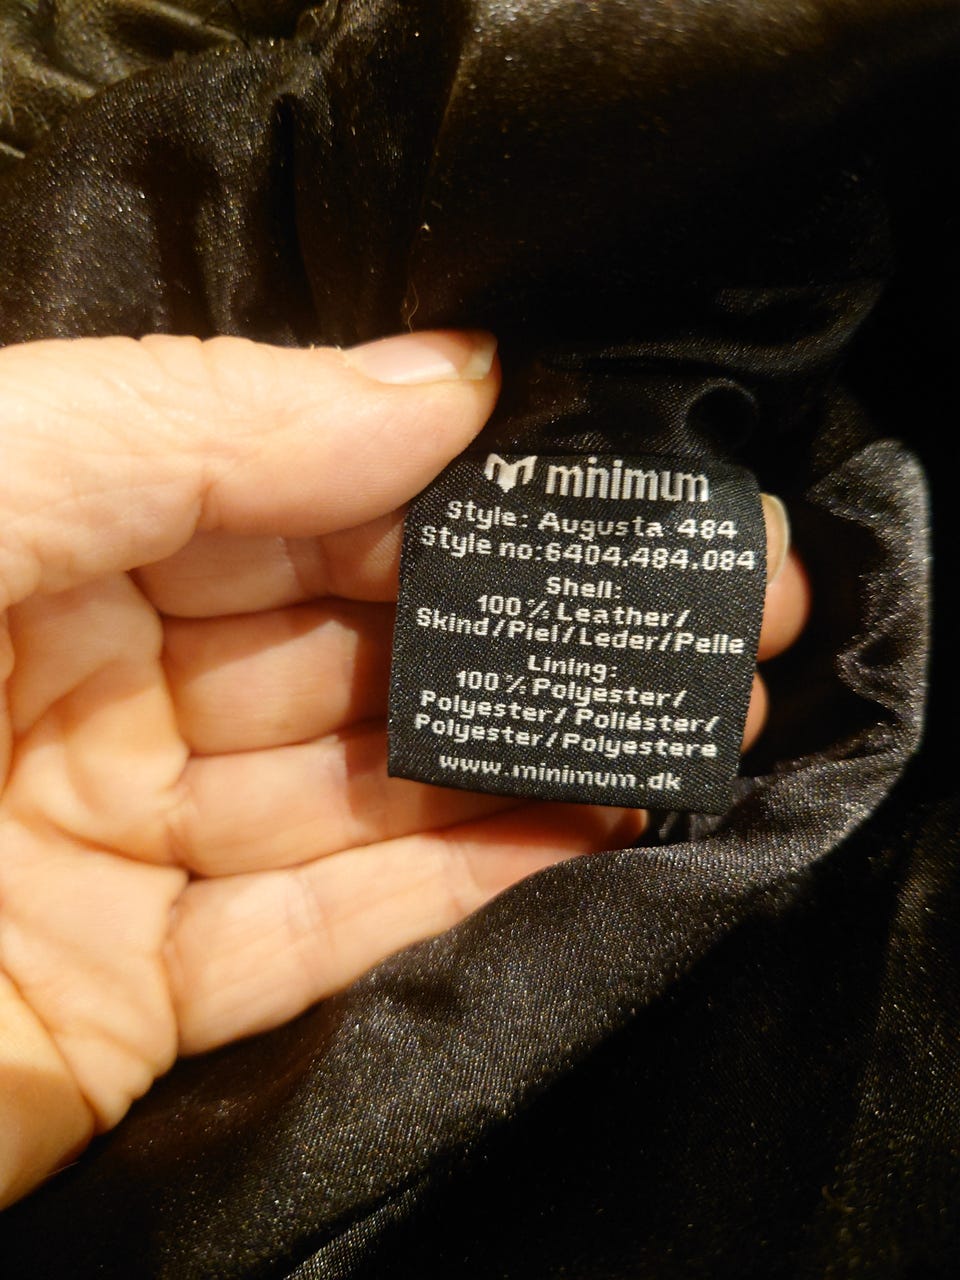 minimum
Style: Augusta 484
Style no:6404.484.084
Shell:
100 % Leather/
Skind/Piel/Leder/Pelle
Lining:
100 % Polyester/
Polyester/Poliéster/
Polyester/Polyestere
www.minimum.dk